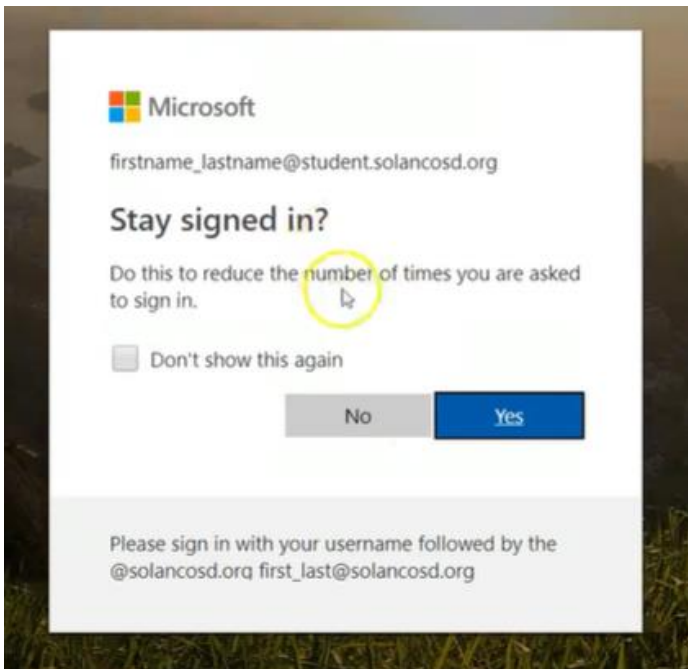 Microsoft
firstname_lastname@student.solancosd.org
Stay signed in?
Do this to reduce the number of times you are asked
to sign in.
Don't show this again
No
Yes
Please sign in with your username followed by the
@solancosd.org first_last@solancosd.org